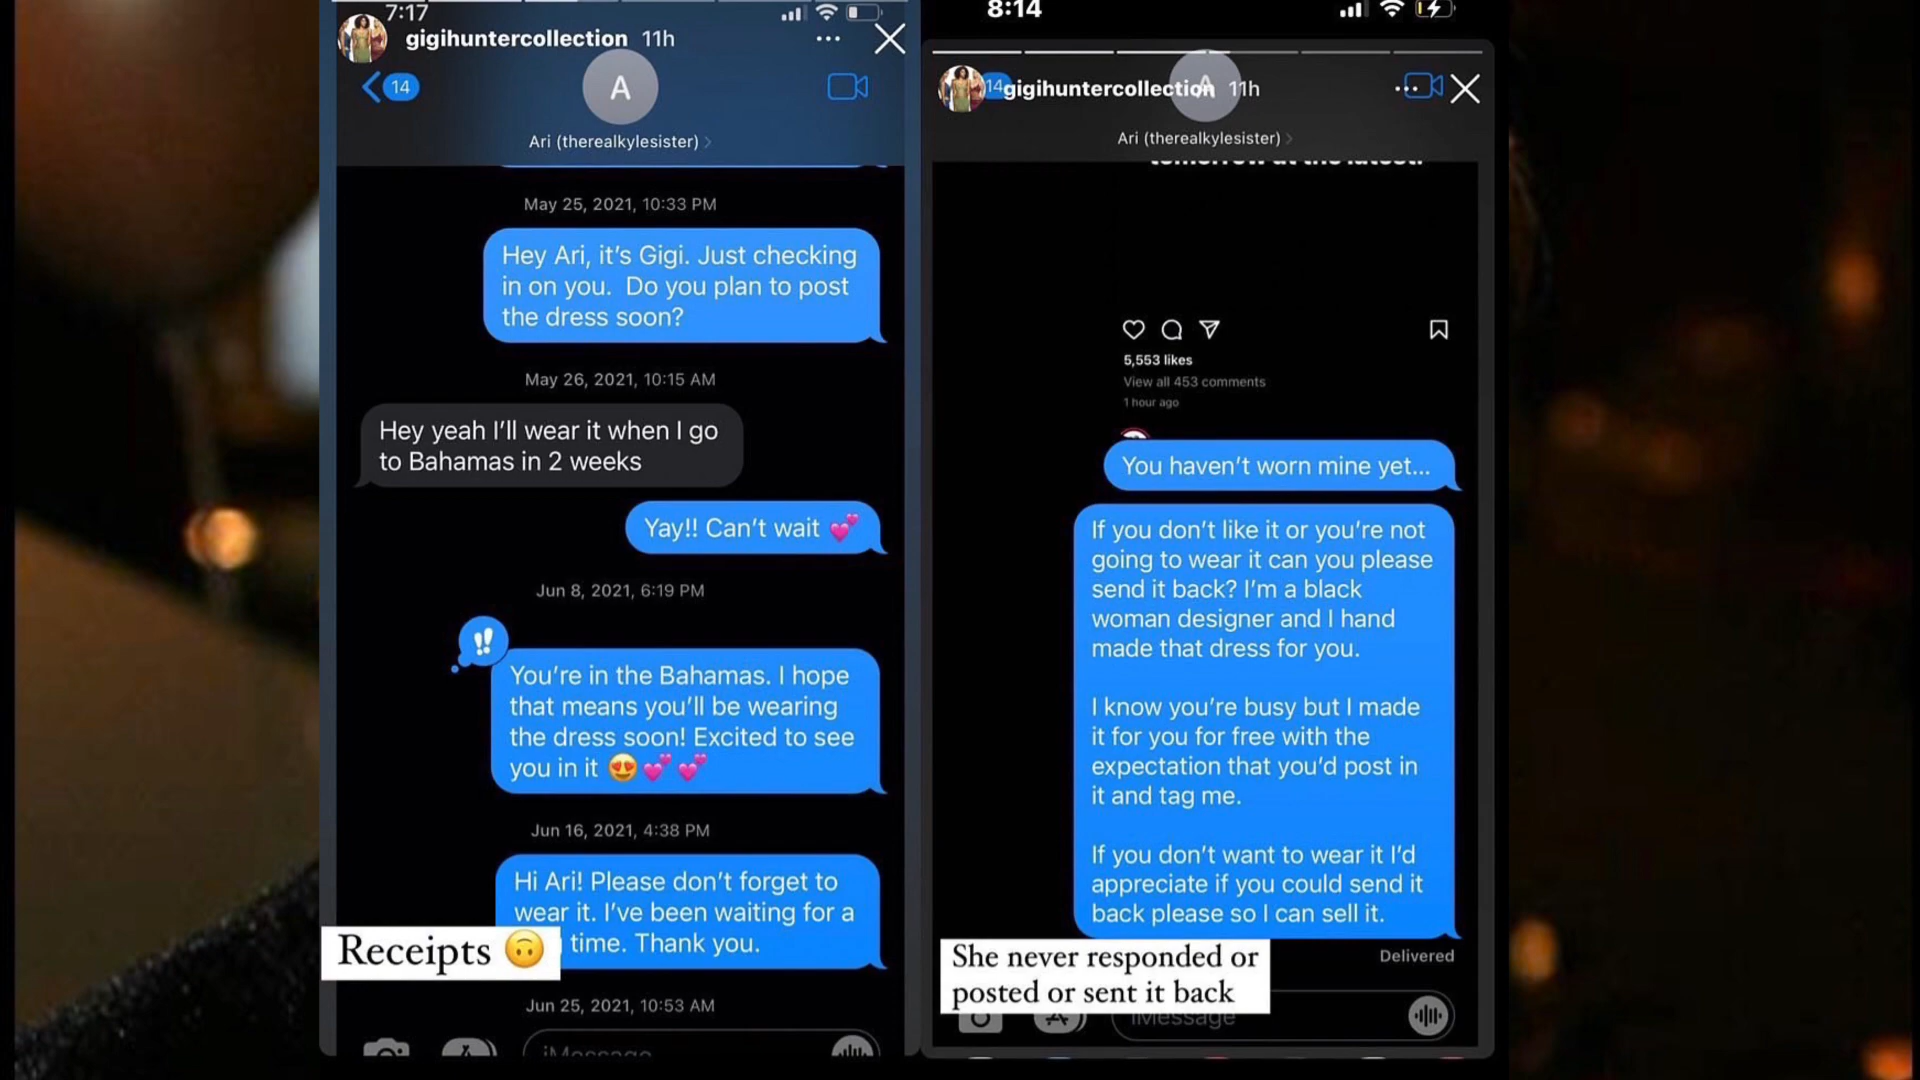 7:17
gigihuntercollection 11h
14
A
Ari (therealkylesister)
May 25, 2021, 10:33 PM
Hey Ari, it’s Gigi. Just checking
in on you. Do you plan to post
the dress soon?
May 26, 2021, 10:15 AM
Hey yeah I’ll wear it when I go
to Bahamas in 2 weeks
Yay!! Can’t wait 💕
Jun 8, 2021, 6:19 PM
!!
You’re in the Bahamas. I hope
that means you’ll be wearing
the dress soon! Excited to see
you in it 😍💕💕
Jun 16, 2021, 4:38 PM
Hi Ari! Please don’t forget to
wear it. I’ve been waiting for a
time. Thank you.
Receipts 🙃
Jun 25, 2021, 10:53 AM
iMessage
8:14
14
gigihuntercollection 11h
A
Ari (therealkylesister)
tomorrow at the latest.
5,553 likes
View all 453 comments
1 hour ago
You haven’t worn mine yet...
If you don’t like it or you’re not
going to wear it can you please
send it back? I’m a black
woman designer and I hand
made that dress for you.
I know you’re busy but I made
it for you for free with the
expectation that you’d post in
it and tag me.
If you don’t want to wear it I’d
appreciate if you could send it
back please so I can sell it.
Delivered
She never responded or
posted or sent it back
iMessage